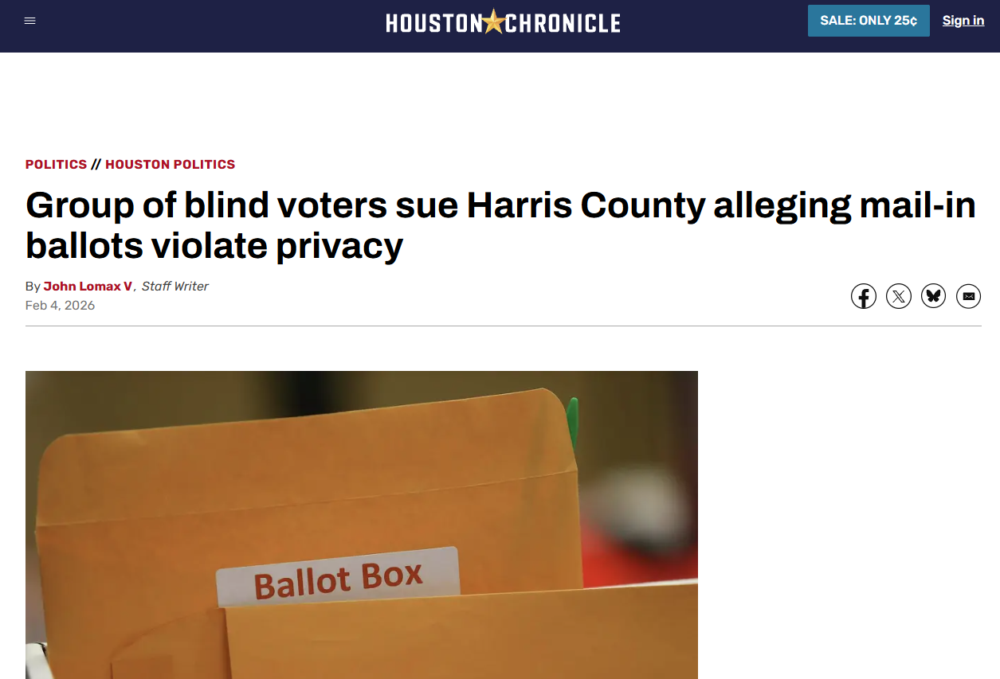 HOUSTON CHRONICLE
SALE: ONLY 25¢
Sign in
POLITICS // HOUSTON POLITICS
Group of blind voters sue Harris County alleging mail-in
ballots violate privacy
By John Lomax V, Staff Writer
Feb 4, 2026
Ballot Box